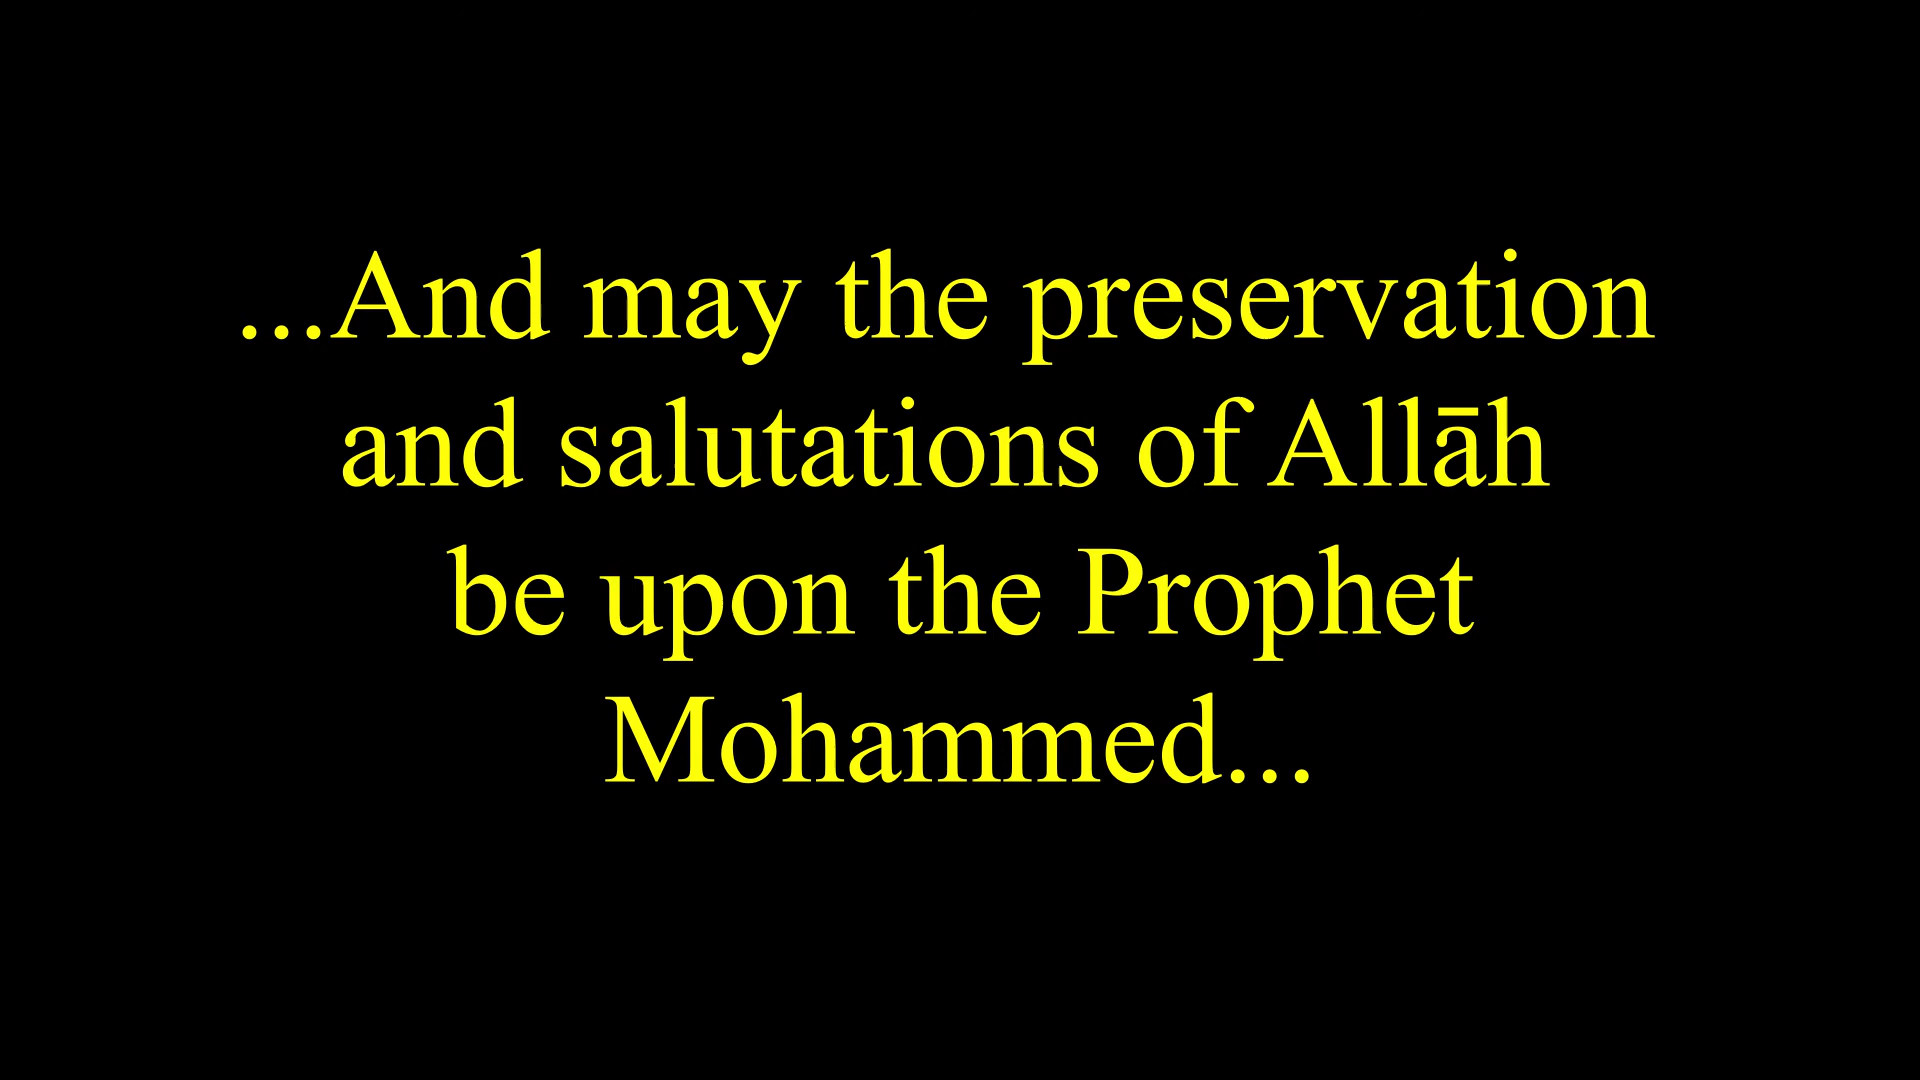 ...And may the preservation
and salutations of Allāh
be upon the Prophet
Mohammed...